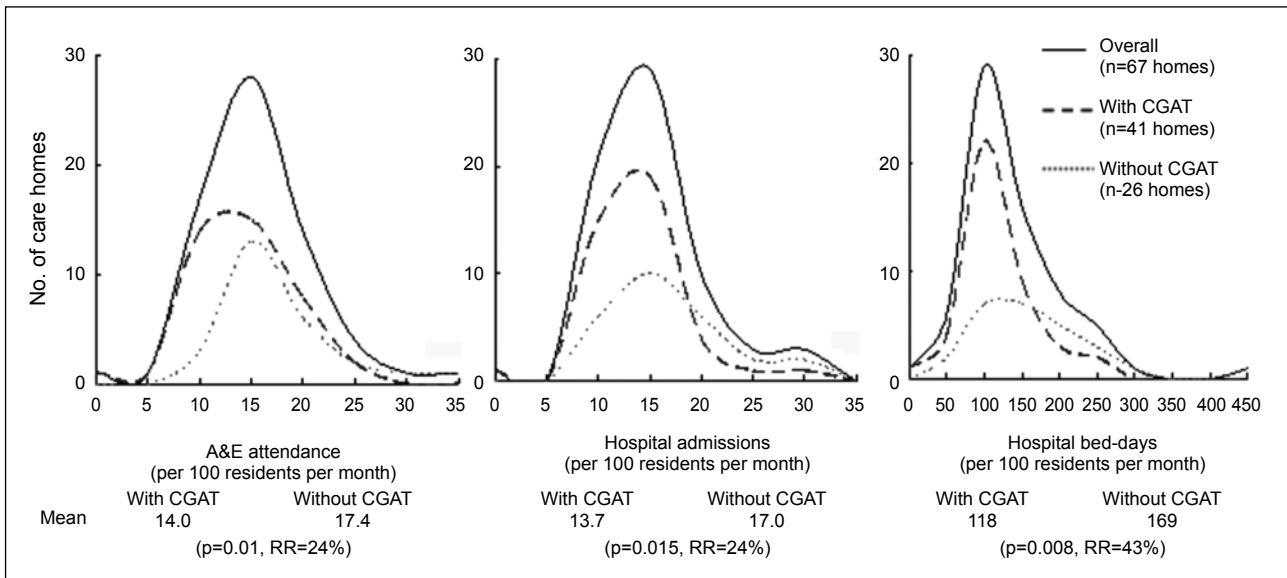 30
20
10
0
No. of care homes
0 5 10 15 20 25 30 35
A&E attendance
(per 100 residents per month)
With CGAT Without CGAT
Mean 14.0 17.4
(p=0.01, RR=24%)
30
20
10
0
0 5 10 15 20 25 30 35
Hospital admissions
(per 100 residents per month)
With CGAT Without CGAT
13.7 17.0
(p=0.015, RR=24%)
30
20
10
0
0 50 100 150 200 250 300 350 400 450
Hospital bed-days
(per 100 residents per month)
With CGAT Without CGAT
118 169
(p=0.008, RR=43%)
Overall
(n=67 homes)
With CGAT
(n=41 homes)
Without CGAT
(n-26 homes)